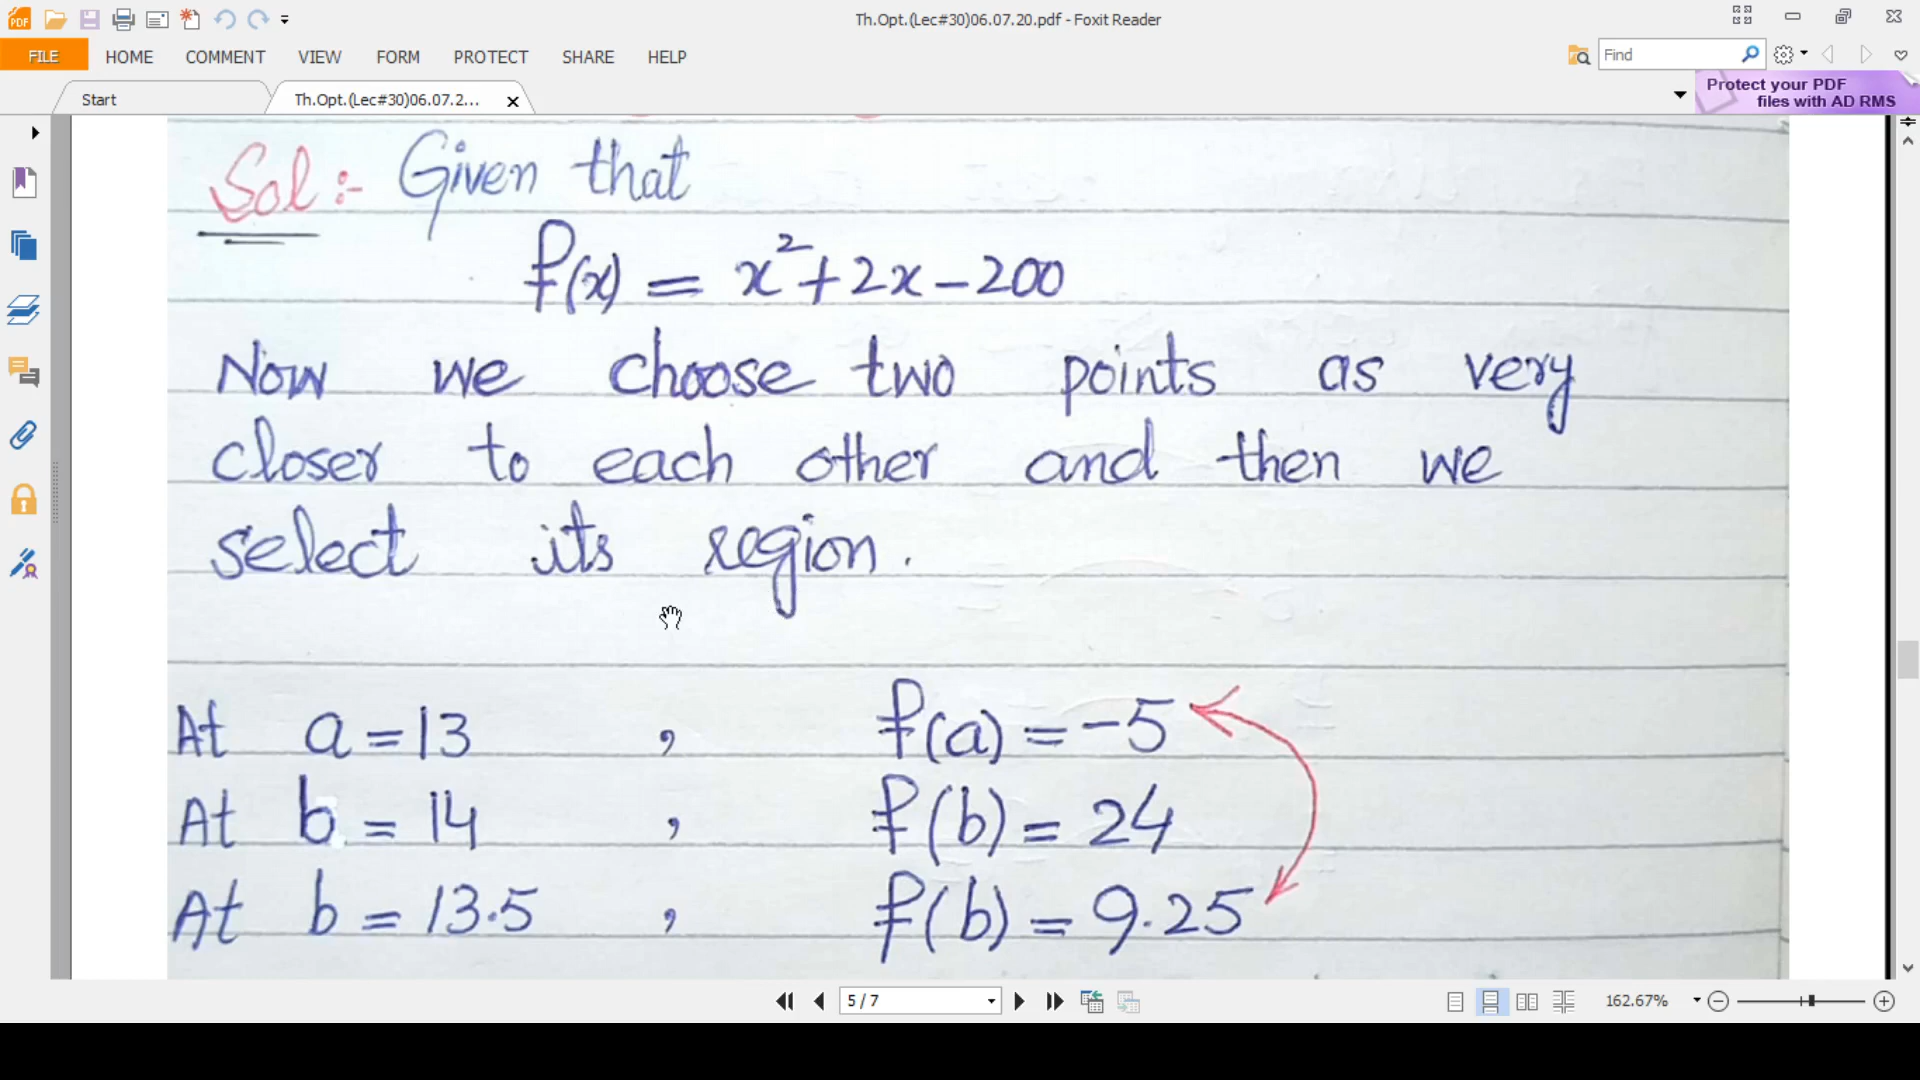 Th.Opt.(Lec#30)06.07.20.pdf - Foxit Reader
FILE HOME COMMENT VIEW FORM PROTECT SHARE HELP
Find
Start
Th.Opt.(Lec#30)06.07.2...
Protect your PDF
files with AD RMS
Sol:- Given that
f(x) = x²+2x-200
Now we choose two points as very
closer to each other and then we
select its region.
At a=13 , f(a) = -5
At b = 14 , f(b) = 24
At b = 13.5 , f(b) = 9.25
5 / 7
162.67%